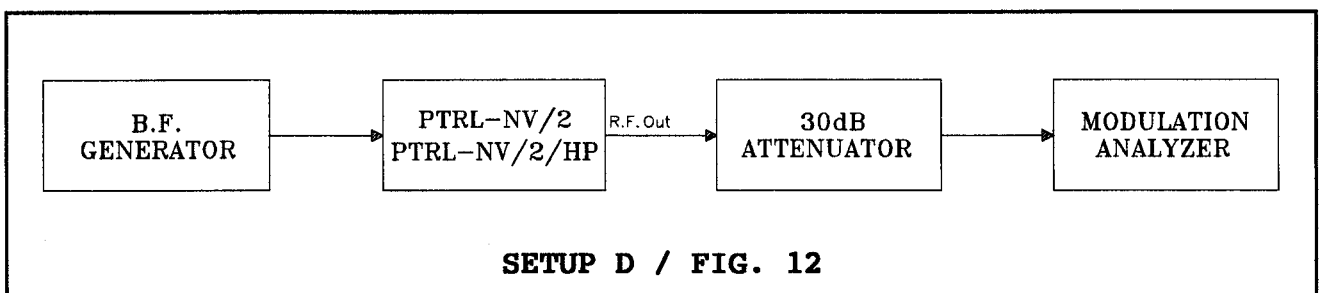 B.F.
GENERATOR
PTRL-NV/2
PTRL-NV/2/HP
R.F.Out
30dB
ATTENUATOR
MODULATION
ANALYZER
SETUP D / FIG. 12